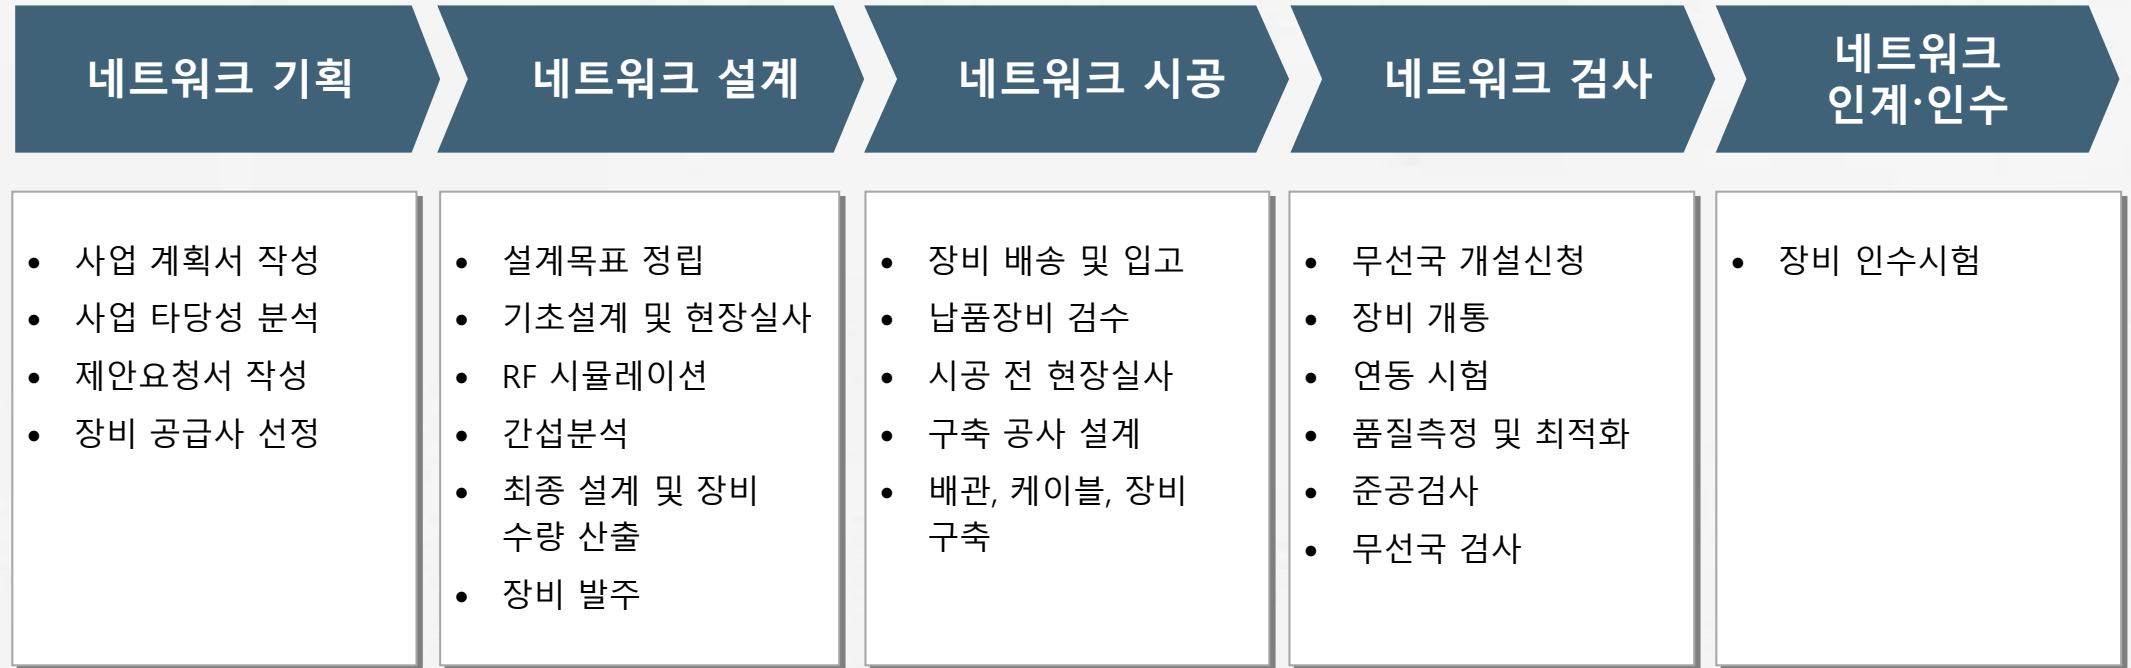 네트워크 기획
네트워크 설계
네트워크 시공
네트워크 검사
네트워크
인계·인수
• 사업 계획서 작성
• 사업 타당성 분석
• 제안요청서 작성
• 장비 공급사 선정
• 설계목표 정립
• 기초설계 및 현장실사
• RF 시뮬레이션
• 간섭분석
• 최종 설계 및 장비
수량 산출
• 장비 발주
• 장비 배송 및 입고
• 납품장비 검수
• 시공 전 현장실사
• 구축 공사 설계
• 배관, 케이블, 장비
구축
• 무선국 개설신청
• 장비 개통
• 연동 시험
• 품질측정 및 최적화
• 준공검사
• 무선국 검사
• 장비 인수시험